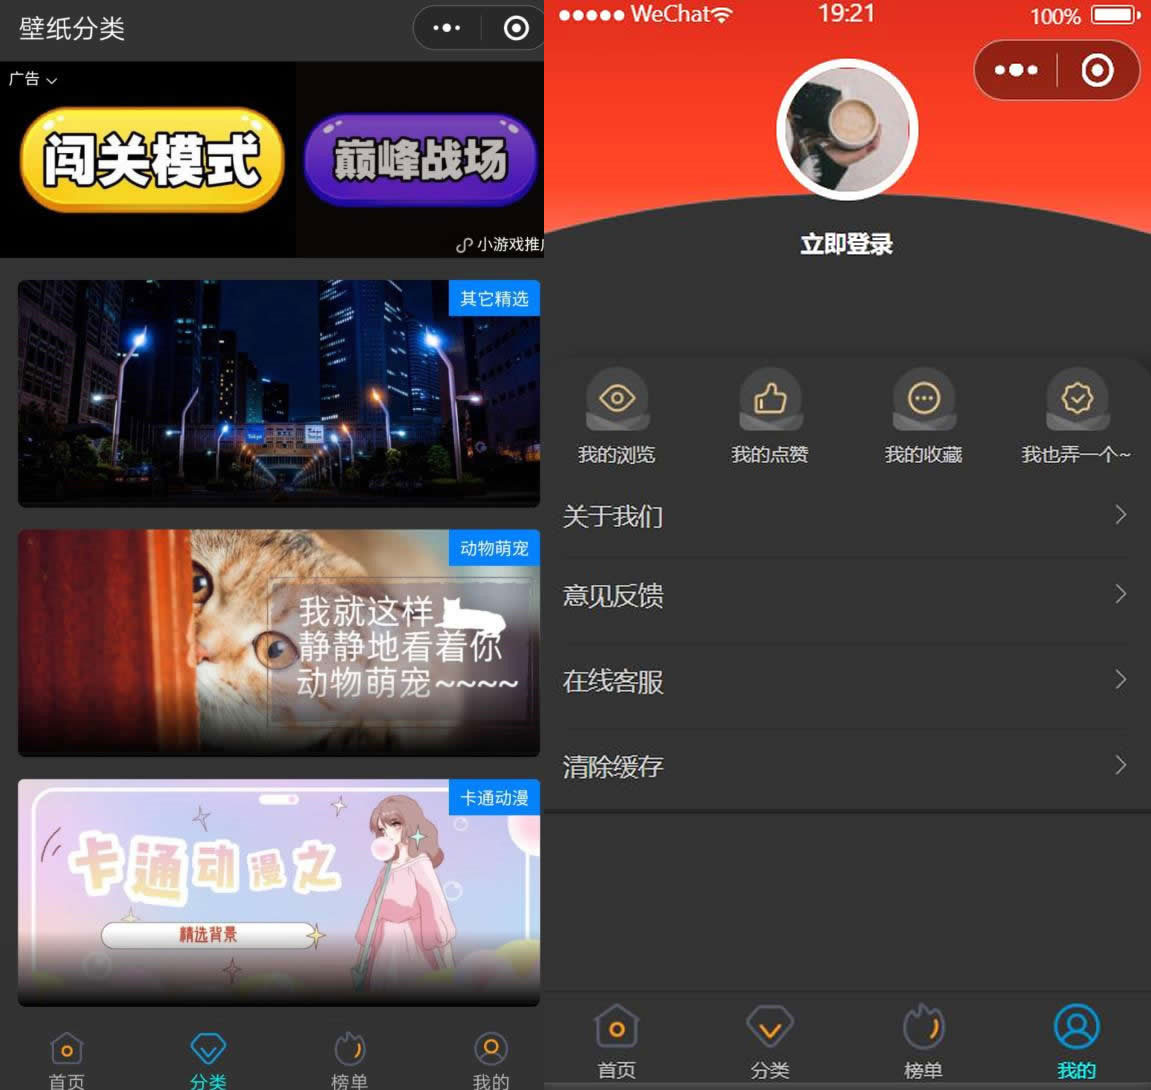 壁纸分类
广告
闯关模式
巅峰战场
小游戏推
其它精选
Tokyo
动物萌宠
我就这样
静静地看着你
动物萌宠~~~~
卡通动漫
卡通动漫之
精选背景
首页
分类
榜单
我的
WeChat
19:21
100%
立即登录
我的浏览
我的点赞
我的收藏
我也弄一个~
关于我们
意见反馈
在线客服
清除缓存
首页
分类
榜单
我的